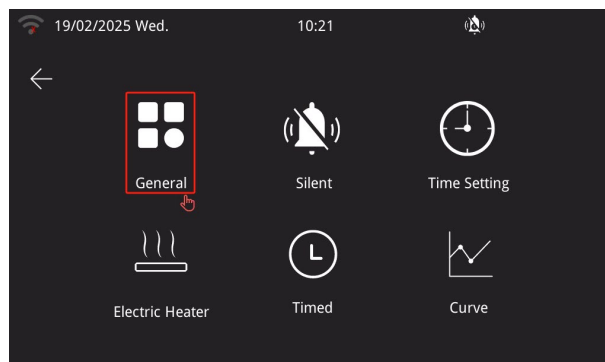 19/02/2025 Wed. 10:21
General Silent Time Setting
Electric Heater Timed Curve